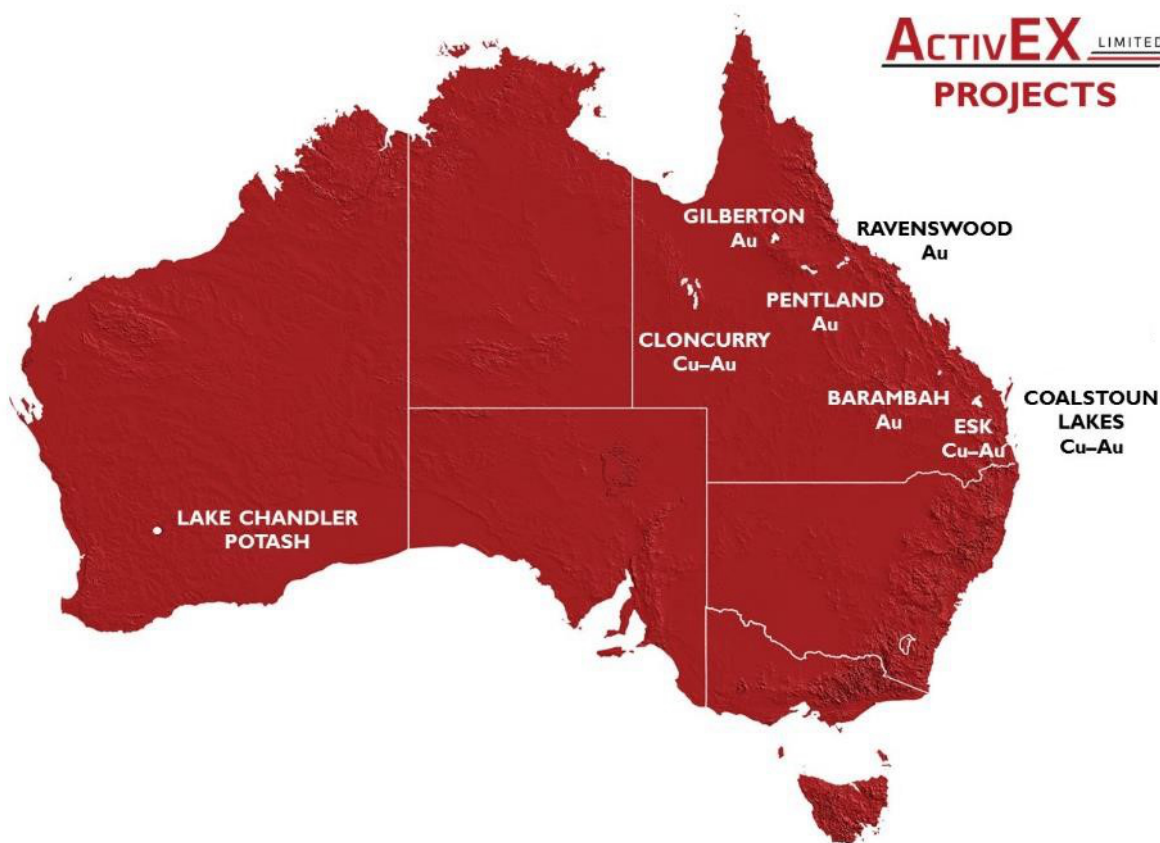 ACTIVEX LIMITED
PROJECTS
GILBERTON
Au
RAVENSWOOD
Au
PENTLAND
Au
CLONCURRY
Cu–Au
BARAMBAH
Au
ESK
Cu–Au
COALSTOUN
LAKES
Cu–Au
LAKE CHANDLER
POTASH